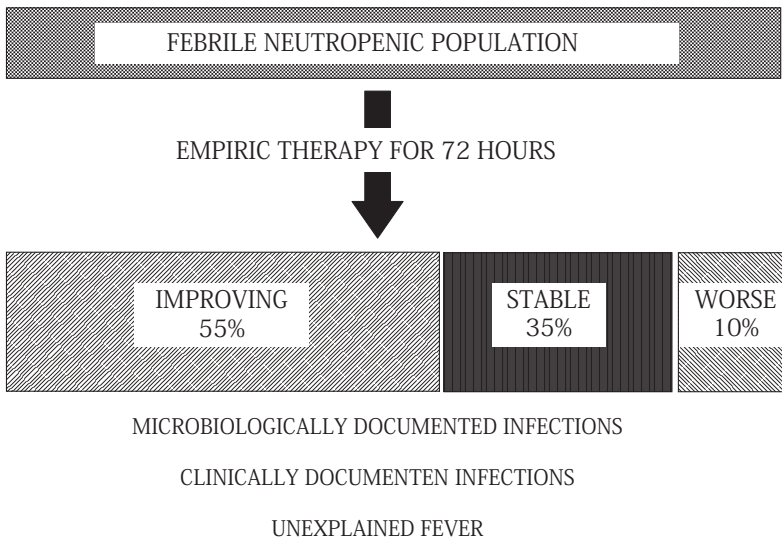 FEBRILE NEUTROPENIC POPULATION
EMPIRIC THERAPY FOR 72 HOURS
IMPROVING
55%
STABLE
35%
WORSE
10%
MICROBIOLOGICALLY DOCUMENTED INFECTIONS
CLINICALLY DOCUMENTEN INFECTIONS
UNEXPLAINED FEVER